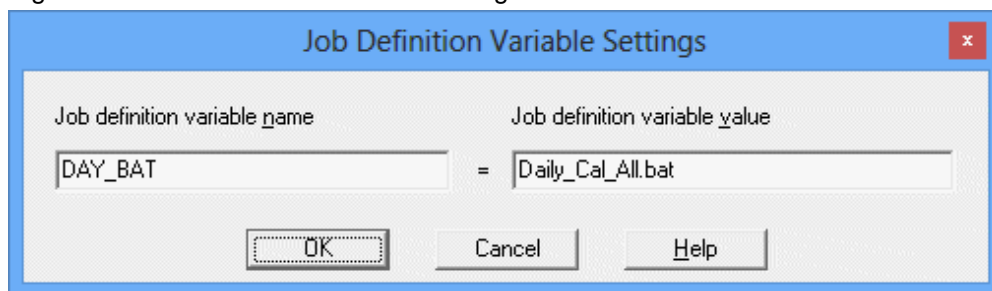 Job Definition Variable Settings
x
Job definition variable name
Job definition variable value
DAY_BAT
=
Daily_Cal_All.bat
OK
Cancel
Help